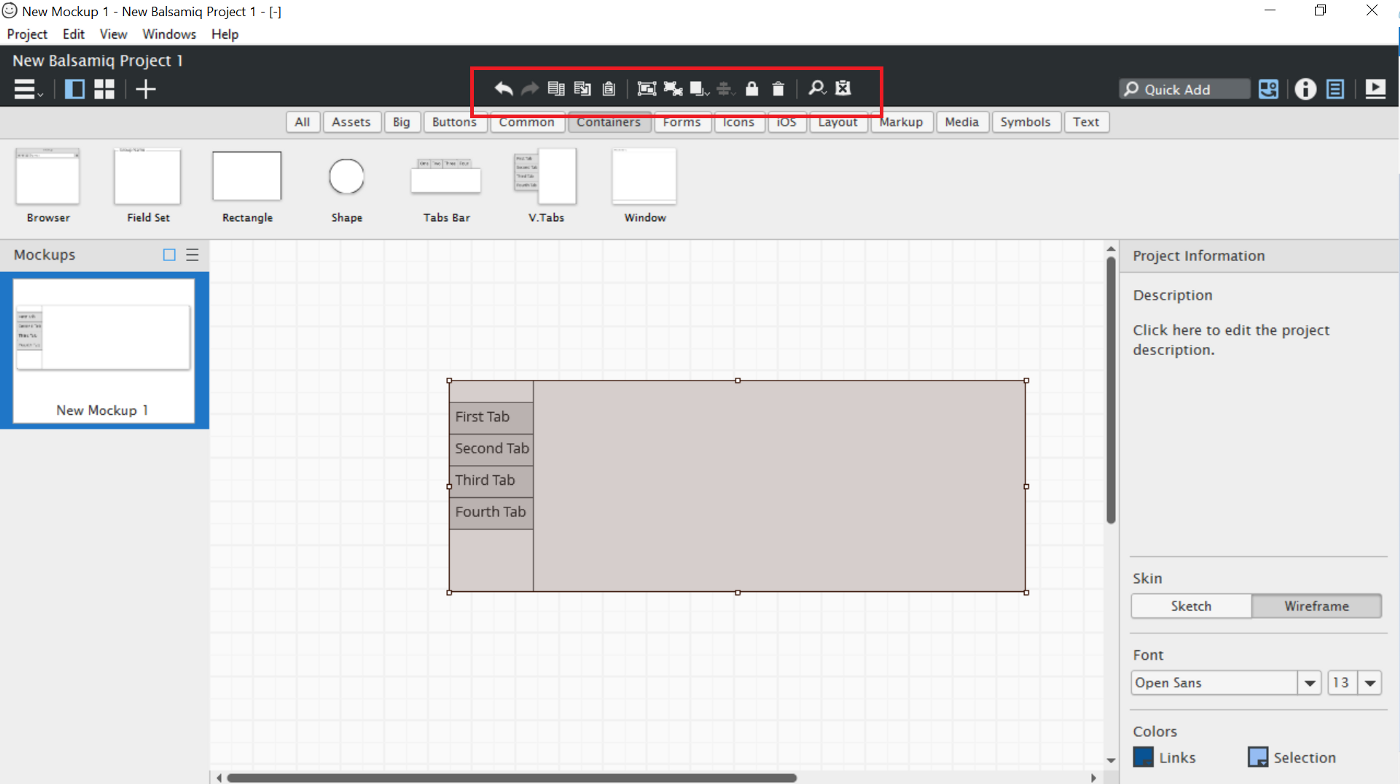 New Mockup 1 - New Balsamiq Project 1 - [-]
Project Edit View Windows Help
New Balsamiq Project 1
Quick Add
All Assets Big Buttons Common Containers Forms Icons iOS Layout Markup Media Symbols Text
Browser Field Set Rectangle Shape Tabs Bar V.Tabs Window
Mockups
New Mockup 1
First Tab
Second Tab
Third Tab
Fourth Tab
Project Information
Description
Click here to edit the project
description.
Skin
Sketch Wireframe
Font
Open Sans 13
Colors
Links Selection